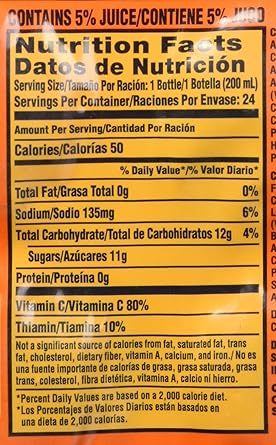 CONTAINS 5% JUICE/CONTIENE 5% JUGO
Nutrition Facts
Datos de Nutrición
Serving Size/Tamaño Por Ración: 1 Bottle/1 Botella (200 mL)
Servings Per Container/Raciones Por Envase: 24
Amount Per Serving/Cantidad Por Ración
Calories/Calorías 50
% Daily Value*/% Valor Diario*
Total Fat/Grasa Total 0g 0%
Sodium/Sodio 135mg 6%
Total Carbohydrate/Total de Carbohidratos 12g 4%
Sugars/Azúcares 11g
Protein/Proteína 0g
Vitamin C/Vitamina C 80%
Thiamin/Tiamina 10%
Not a significant source of calories from fat, saturated fat, trans
fat, cholesterol, dietary fiber, vitamin A, calcium, and iron./ No es
una fuente importante de calorías de grasa, grasa saturada, grasa
trans, colesterol, fibra dietética, vitamina A, calcio ni hierro.
*Percent Daily Values are based on a 2,000 calorie diet.
*Los Porcentajes de Valores Diarios están basados en
una dieta de 2,000 calorías.